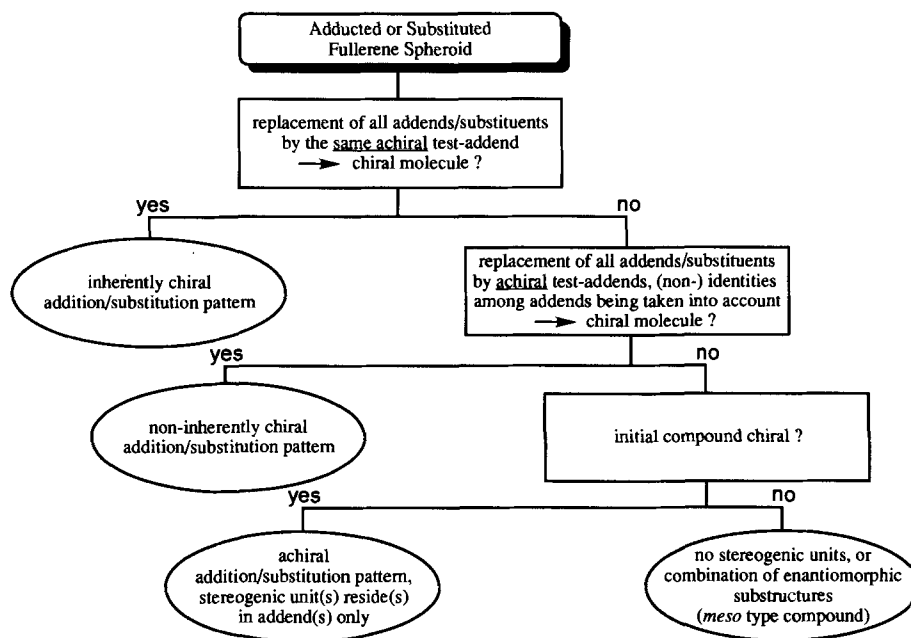 Adducted or Substituted
Fullerene Spheroid
replacement of all addends/substituents
by the same achiral test-addend
⟶ chiral molecule ?
yes
no
inherently chiral
addition/substitution pattern
replacement of all addends/substituents
by achiral test-addends, (non-) identities
among addends being taken into account
⟶ chiral molecule ?
yes
no
non-inherently chiral
addition/substitution pattern
initial compound chiral ?
yes
no
achiral
addition/substitution pattern,
stereogenic unit(s) reside(s)
in addend(s) only
no stereogenic units, or
combination of enantiomorphic
substructures
(meso type compound)